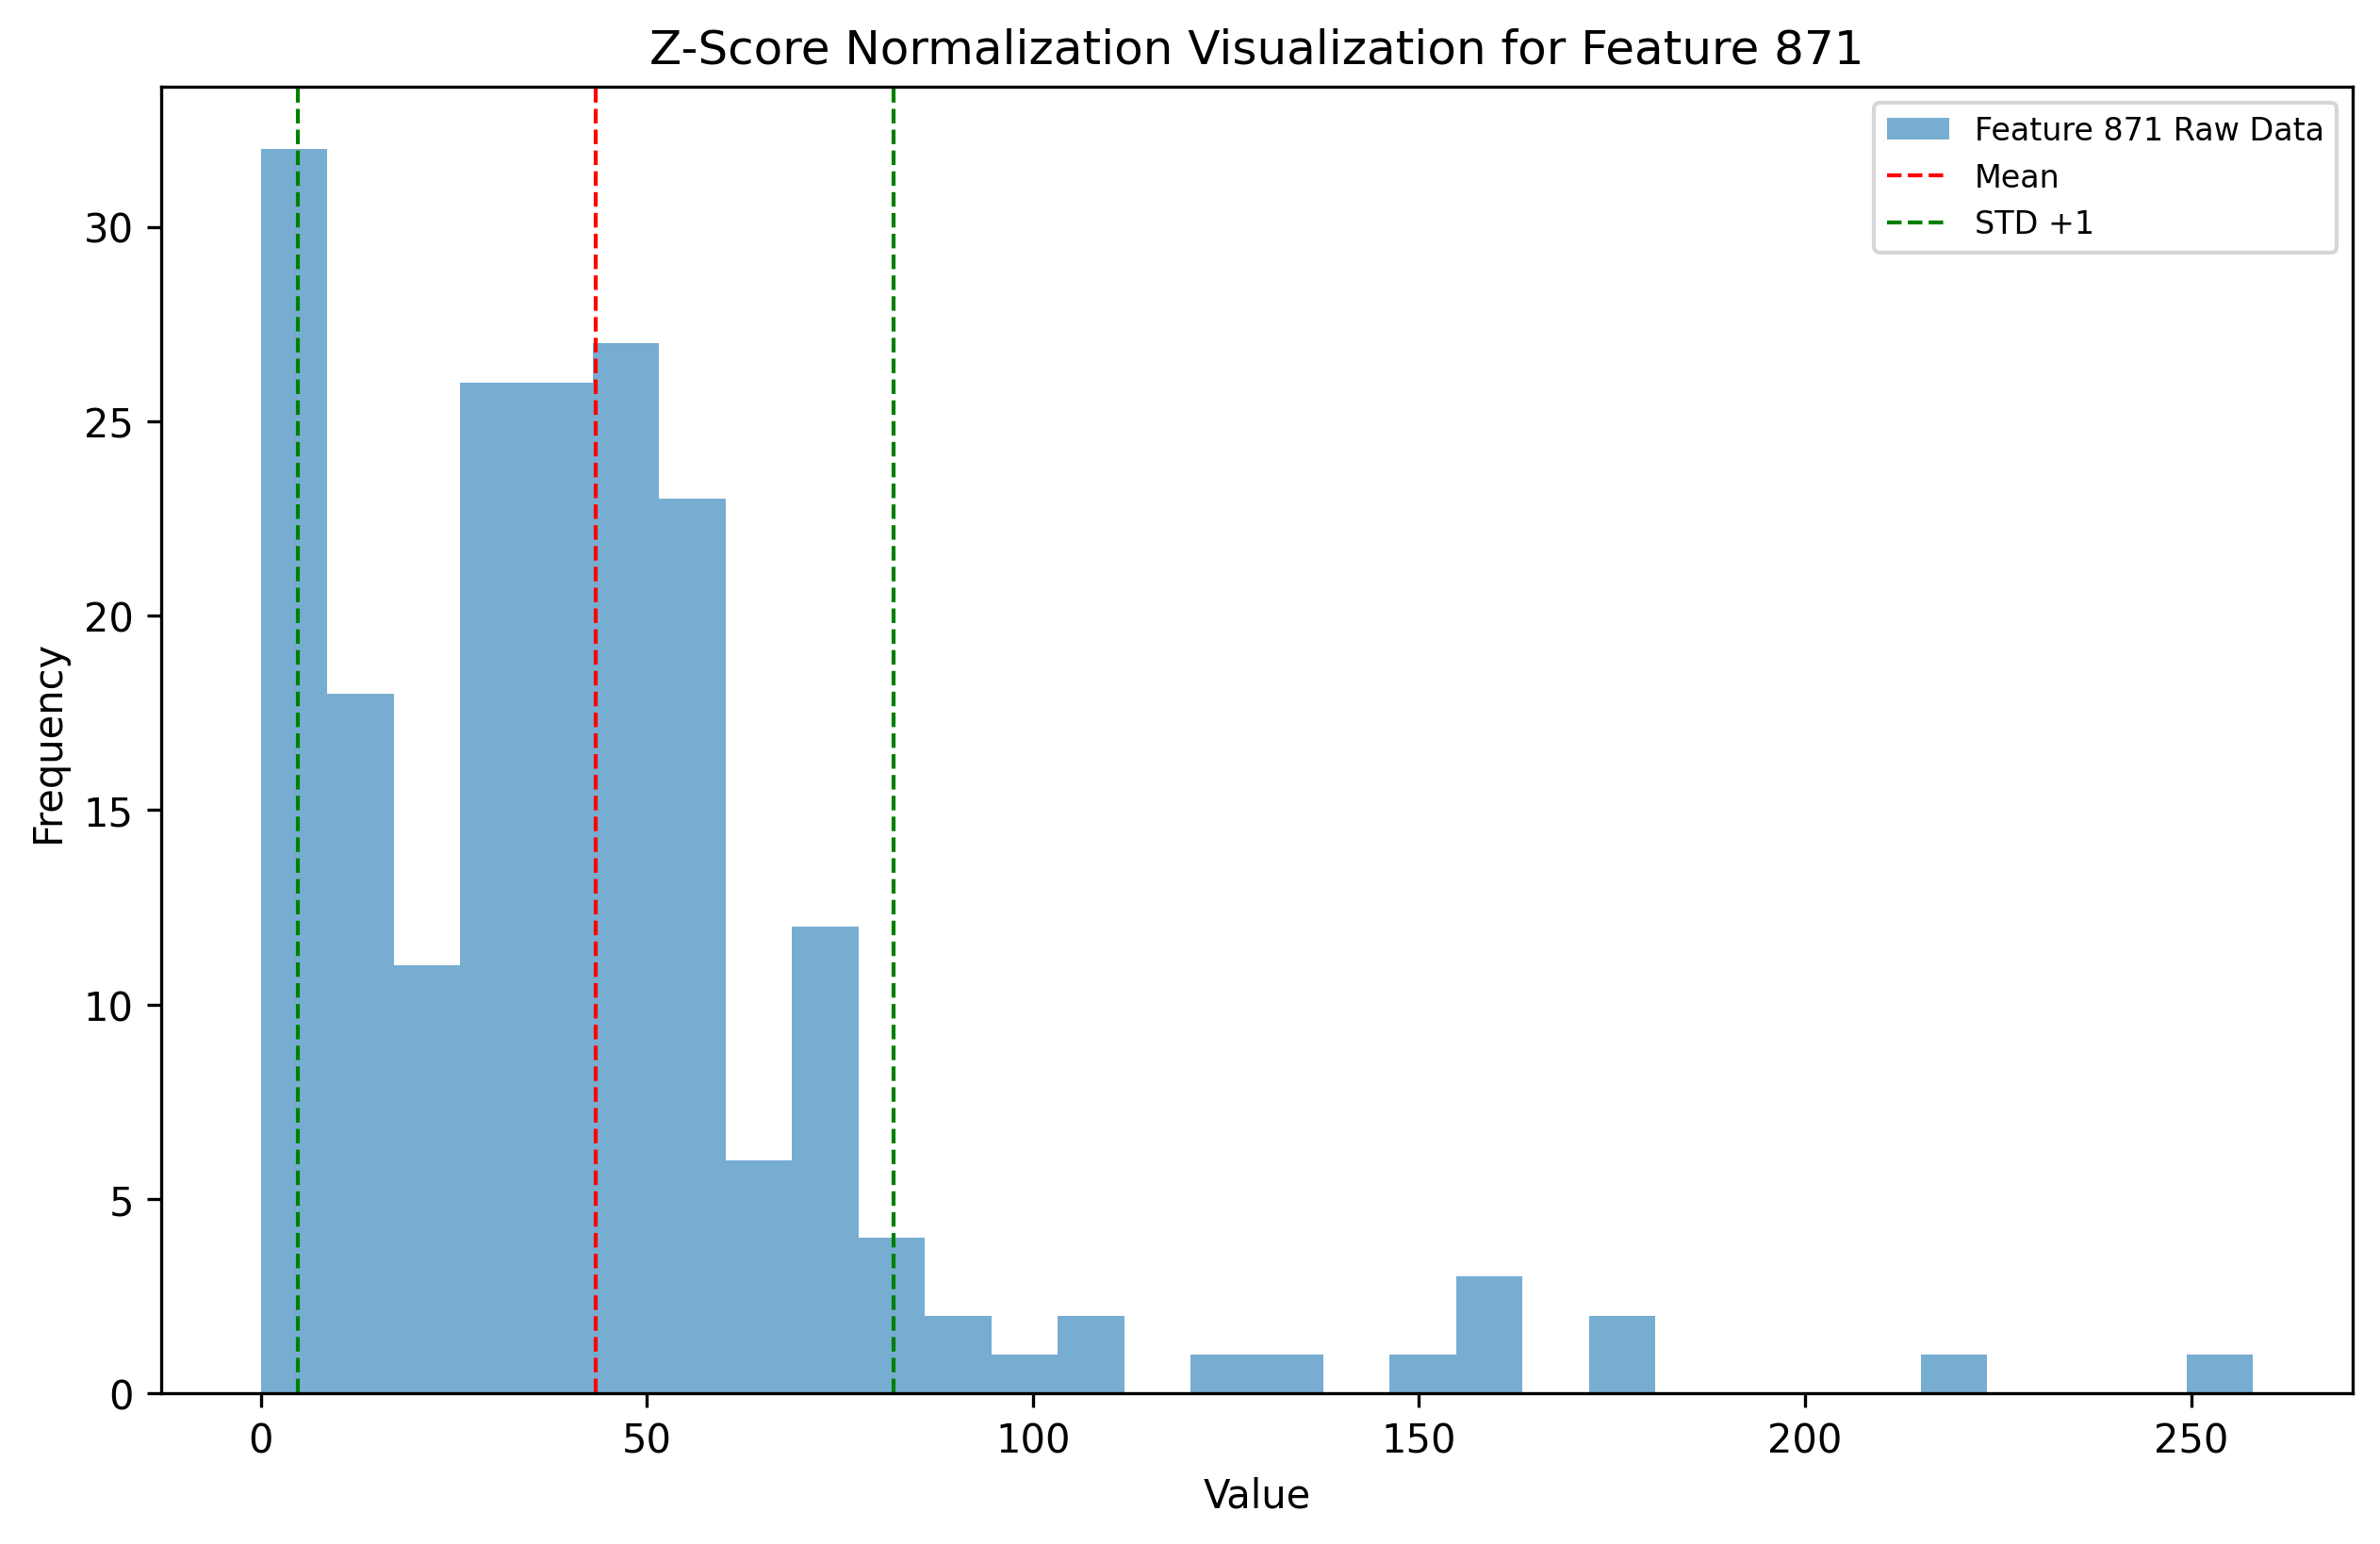 Z-Score Normalization Visualization for Feature 871
Feature 871 Raw Data
Mean
STD +1
30
25
20
15
10
5
0
Frequency
0 50 100 150 200 250
Value